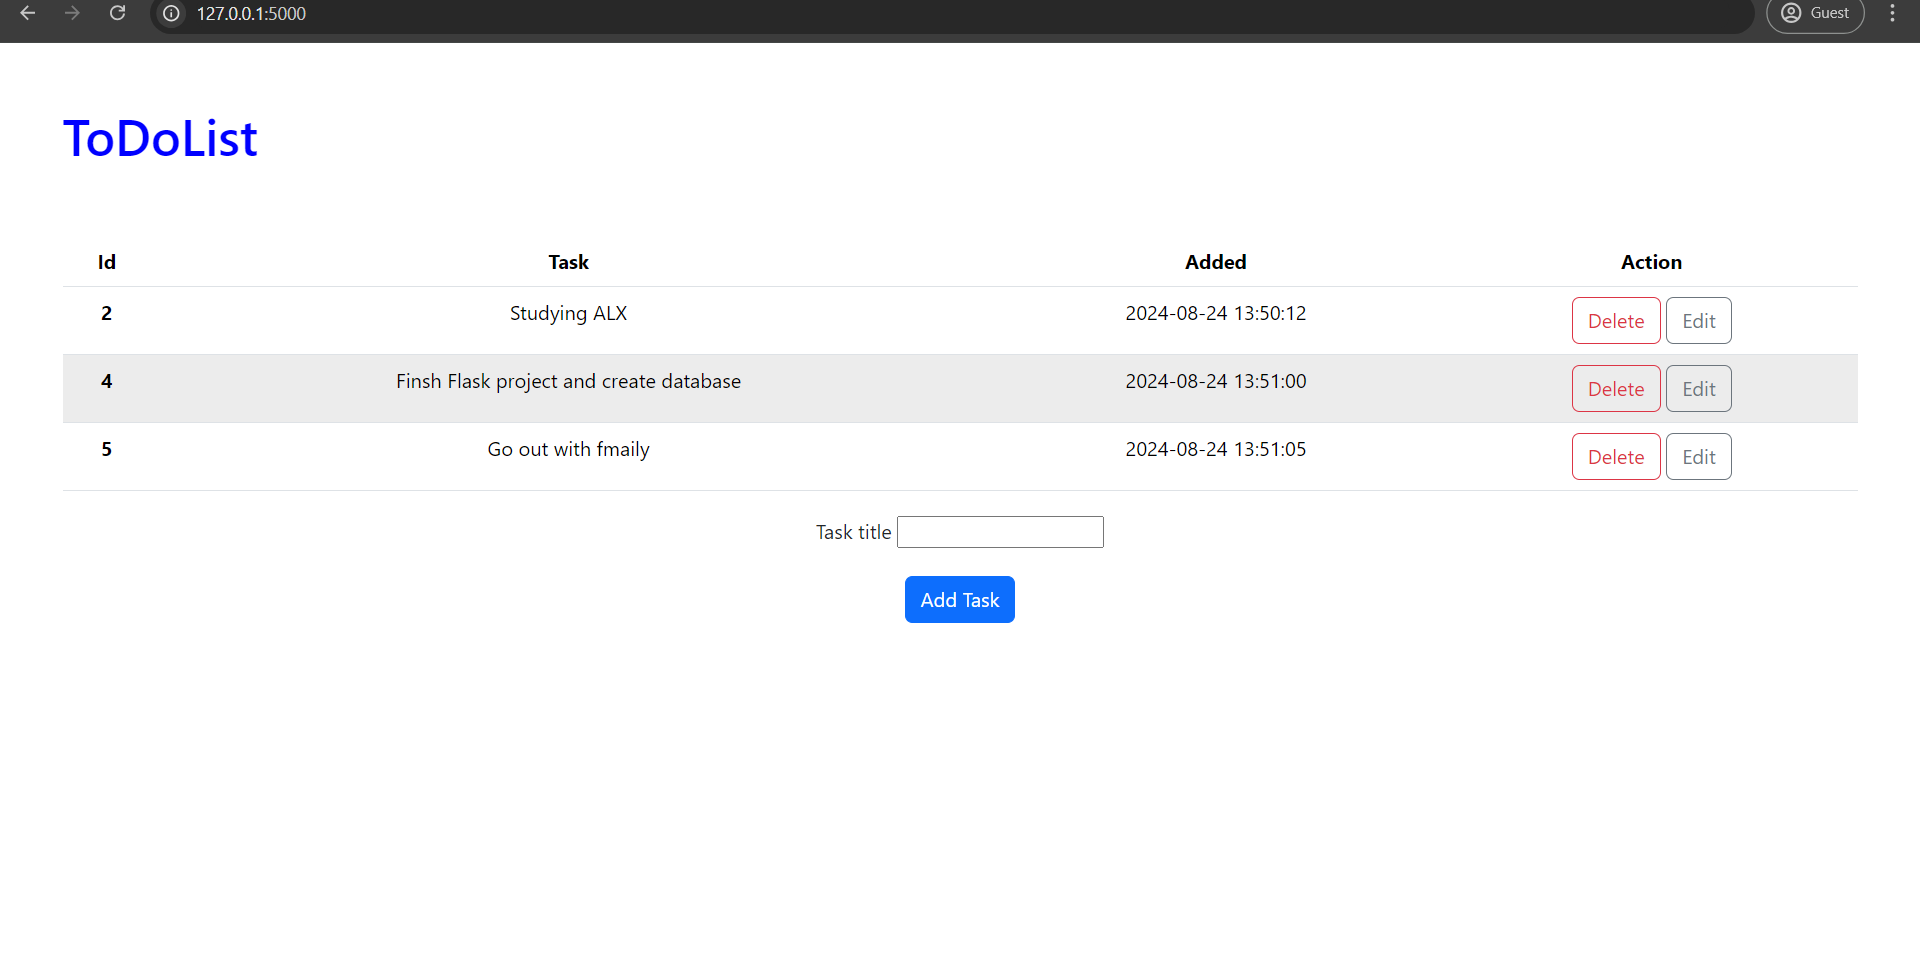 127.0.0.1:5000 Guest
ToDoList
Id Task Added Action
2 Studying ALX 2024-08-24 13:50:12 Delete Edit
4 Finsh Flask project and create database 2024-08-24 13:51:00 Delete Edit
5 Go out with fmaily 2024-08-24 13:51:05 Delete Edit
Task title
Add Task